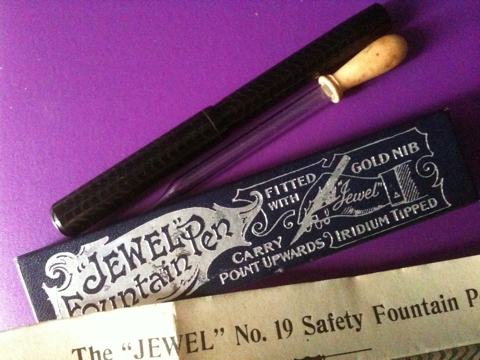 "JEWEL"
Fountain Pen
FITTED
WITH
GOLD NIB
Jewel
CARRY
POINT UPWARDS
IRIDIUM TIPPED
The "JEWEL" No. 19 Safety Fountain P